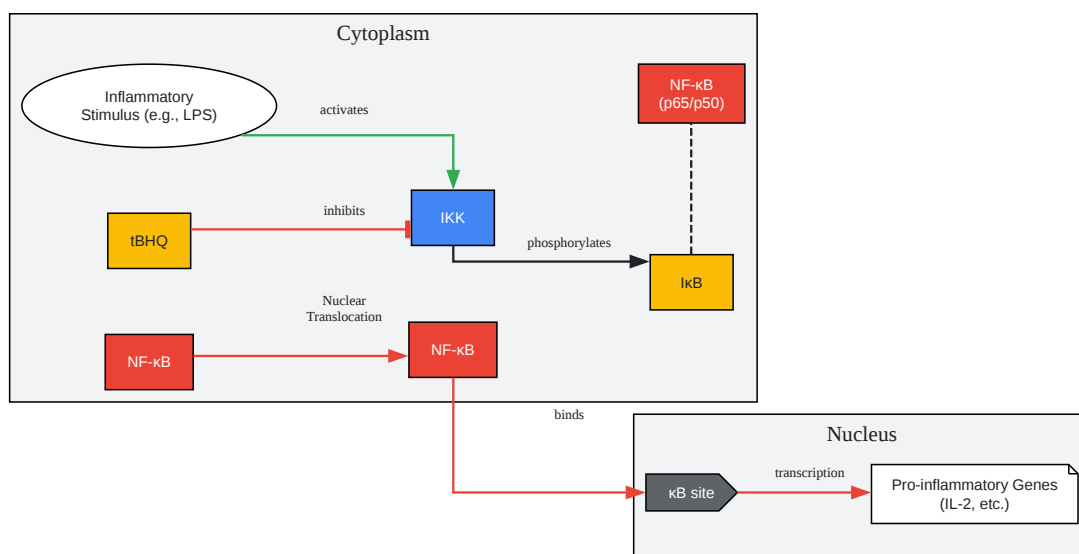 Cytoplasm
Inflammatory
Stimulus (e.g., LPS)
activates
NF-κB
(p65/p50)
tBHQ
inhibits
IKK
phosphorylates
IκB
Nuclear
Translocation
NF-κB
NF-κB
binds
Nucleus
κB site
transcription
Pro-inflammatory Genes
(IL-2, etc.)